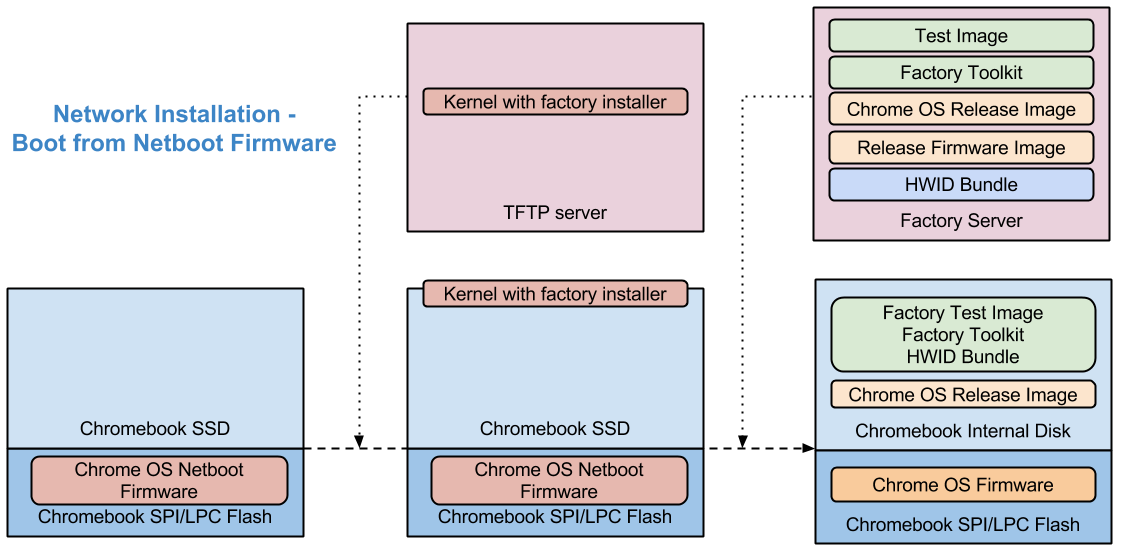 Network Installation -
Boot from Netboot Firmware
Kernel with factory installer
TFTP server
Test Image
Factory Toolkit
Chrome OS Release Image
Release Firmware Image
HWID Bundle
Factory Server
Chromebook SSD
Chrome OS Netboot
Firmware
Chromebook SPI/LPC Flash
Kernel with factory installer
Chromebook SSD
Chrome OS Netboot
Firmware
Chromebook SPI/LPC Flash
Factory Test Image
Factory Toolkit
HWID Bundle
Chrome OS Release Image
Chromebook Internal Disk
Chrome OS Firmware
Chromebook SPI/LPC Flash